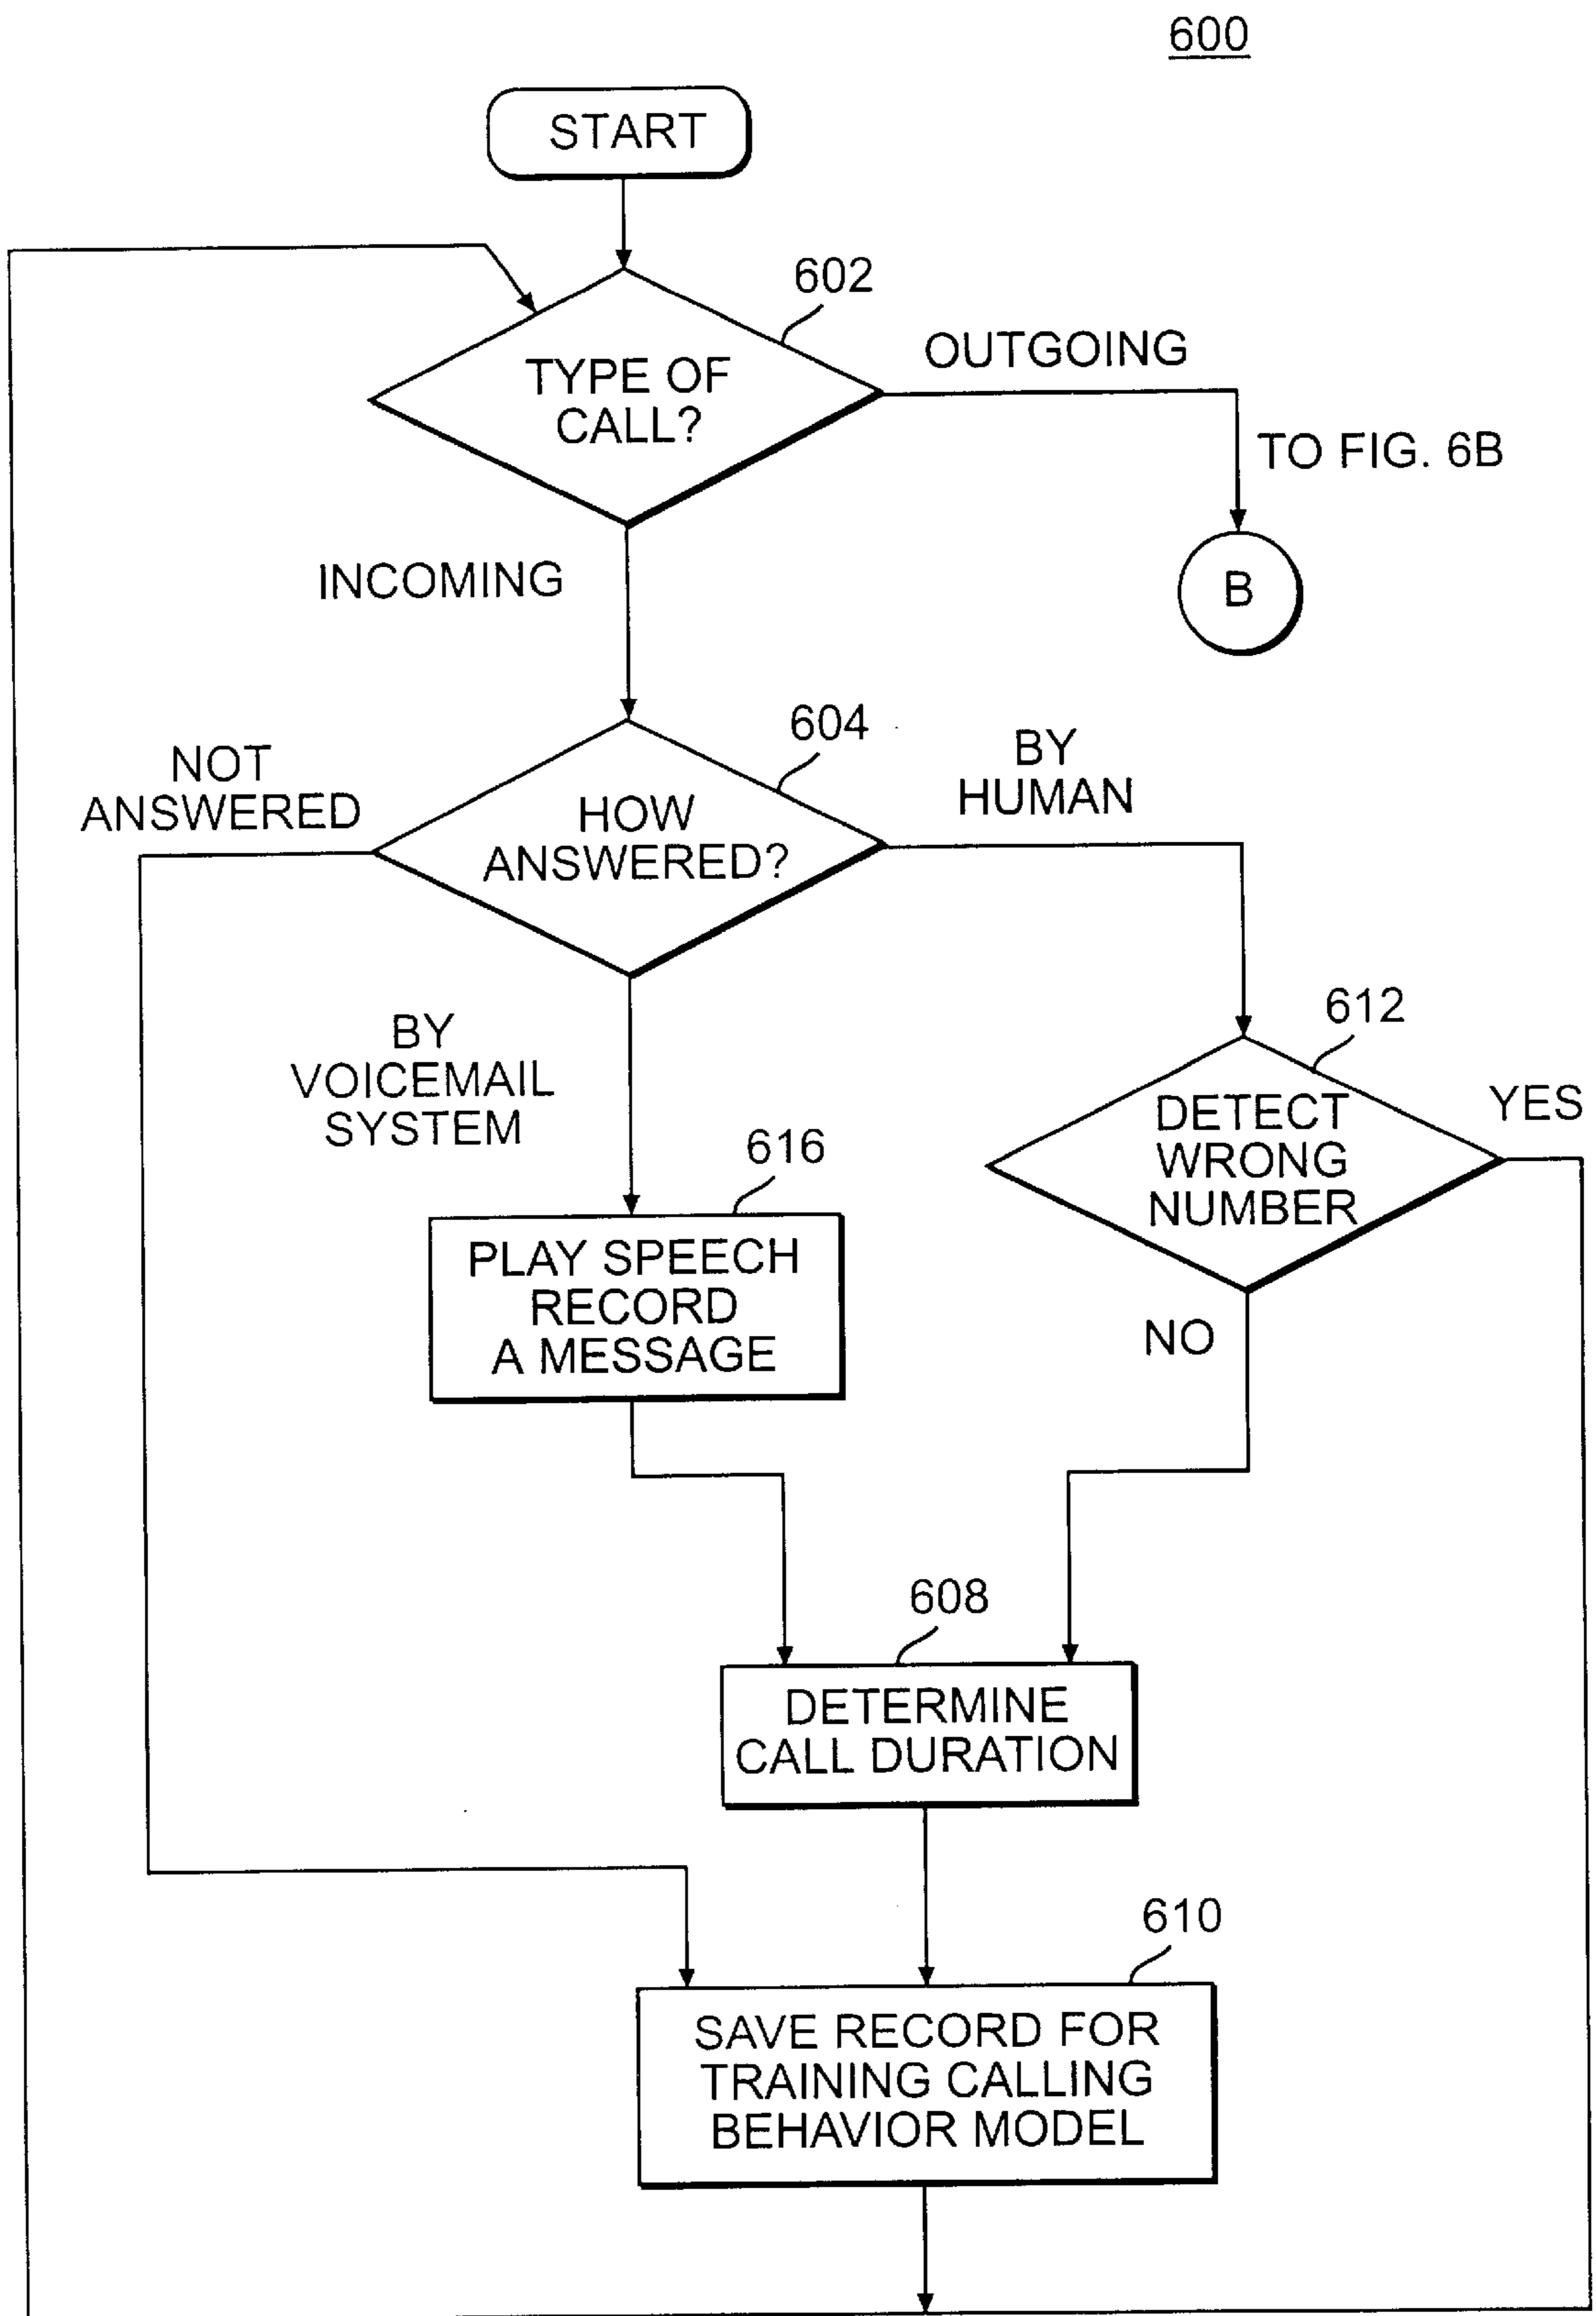 600
START
602
TYPE OF
CALL?
OUTGOING
TO FIG. 6B
B
INCOMING
604
NOT
ANSWERED
HOW
ANSWERED?
BY
HUMAN
BY
VOICEMAIL
SYSTEM
612
DETECT
WRONG
NUMBER
YES
NO
616
PLAY SPEECH
RECORD
A MESSAGE
608
DETERMINE
CALL DURATION
610
SAVE RECORD FOR
TRAINING CALLING
BEHAVIOR MODEL